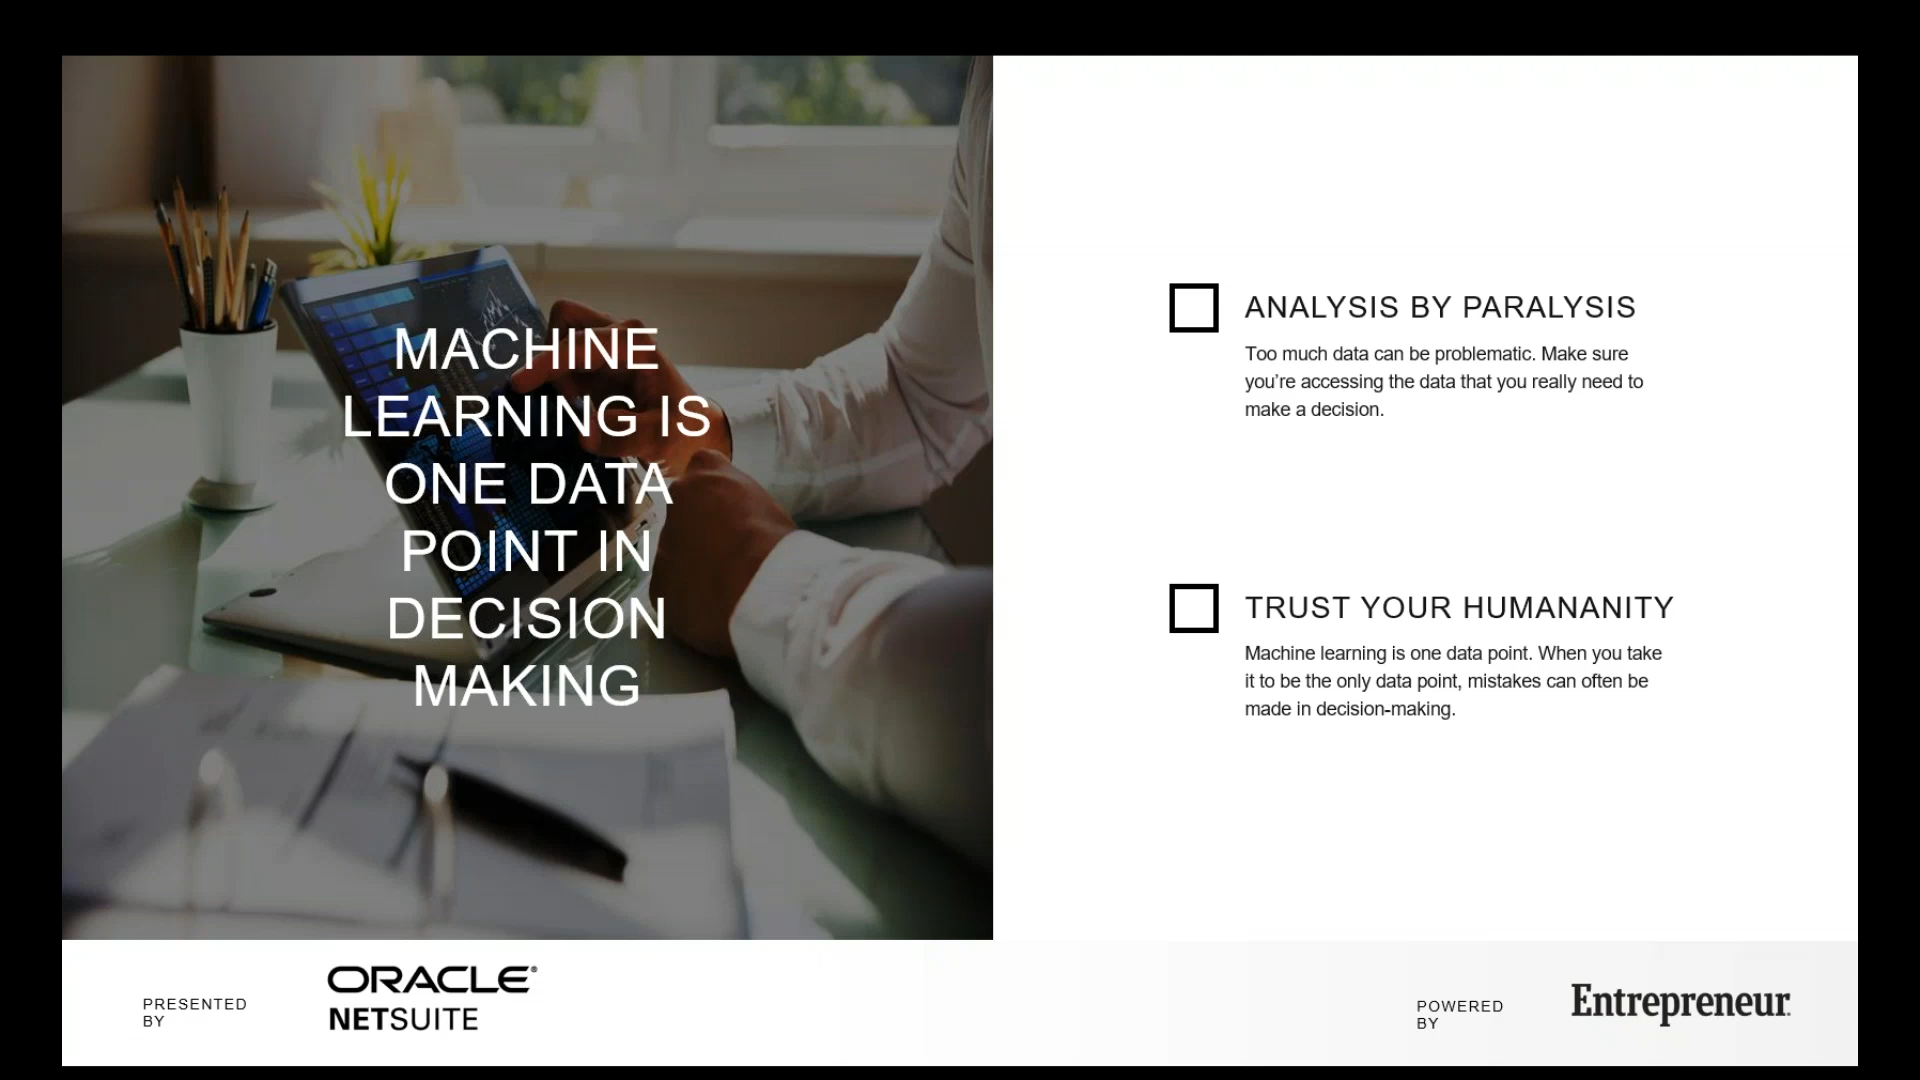 MACHINE
LEARNING IS
ONE DATA
POINT IN
DECISION
MAKING
ANALYSIS BY PARALYSIS
Too much data can be problematic. Make sure
you’re accessing the data that you really need to
make a decision.
TRUST YOUR HUMANANITY
Machine learning is one data point. When you take
it to be the only data point, mistakes can often be
made in decision-making.
PRESENTED
BY
ORACLE®
NETSUITE
POWERED
BY
Entrepreneur.